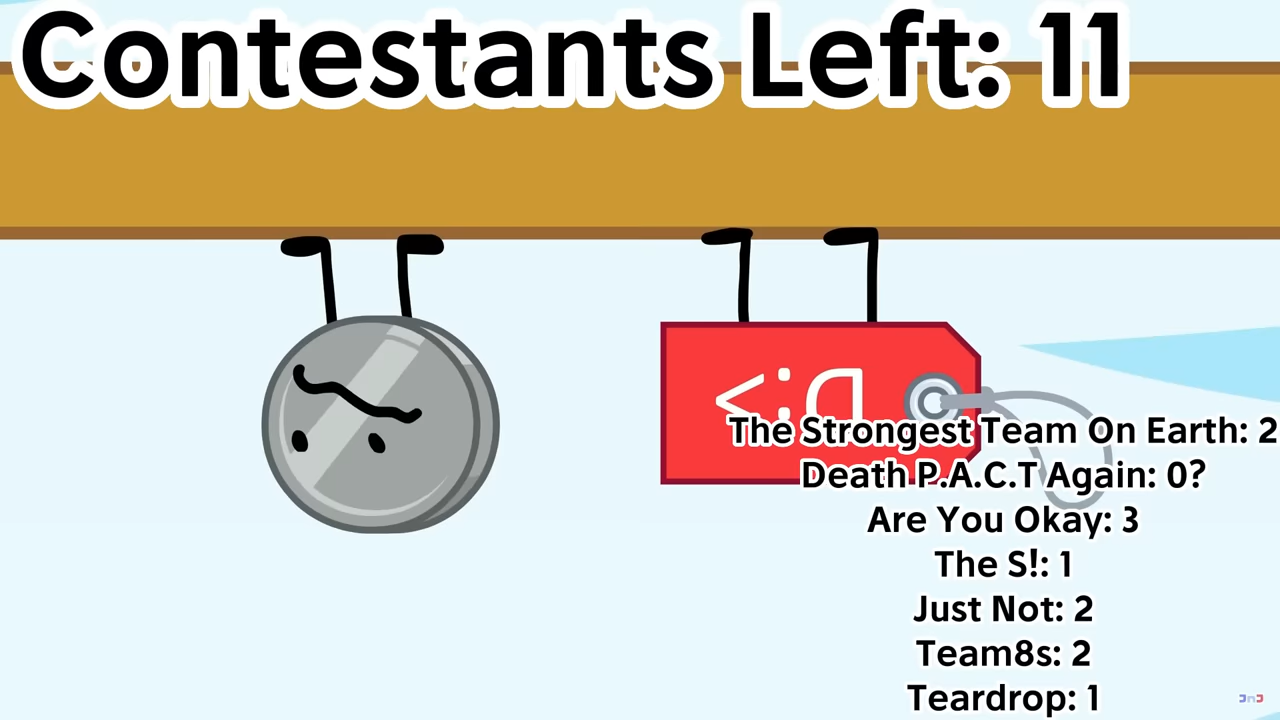 Contestants Left: 11
The Strongest Team On Earth: 2
Death P.A.C.T Again: 0?
Are You Okay: 3
The S!: 1
Just Not: 2
Team8s: 2
Teardrop: 1